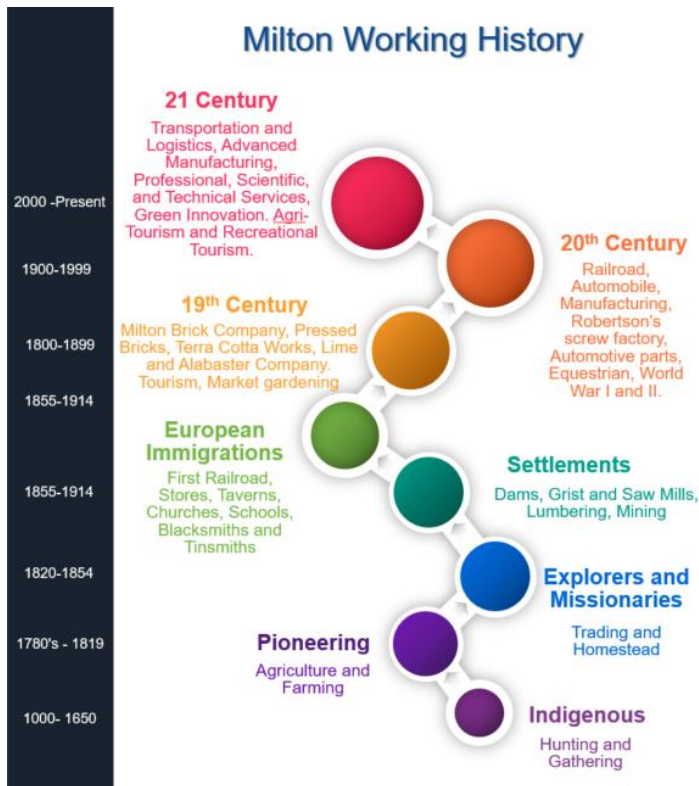 Milton Working History
21 Century
Transportation and
Logistics, Advanced
Manufacturing,
Professional, Scientific,
and Technical Services,
Green Innovation. Agri-
Tourism and Recreational
Tourism.
2000 -Present
20th Century
Railroad,
Automobile,
Manufacturing,
Robertson's
screw factory,
Automotive parts,
Equestrian, World
War I and II.
1900-1999
19th Century
Milton Brick Company, Pressed
Bricks, Terra Cotta Works, Lime
and Alabaster Company.
Tourism, Market gardening
1800-1899
1855-1914
European
Immigrations
First Railroad,
Stores, Taverns,
Churches, Schools,
Blacksmiths and
Tinsmiths
Settlements
Dams, Grist and Saw Mills,
Lumbering, Mining
1855-1914
1820-1854
Explorers and
Missionaries
Trading and
Homestead
1780's - 1819
Pioneering
Agriculture and
Farming
1000- 1650
Indigenous
Hunting and
Gathering